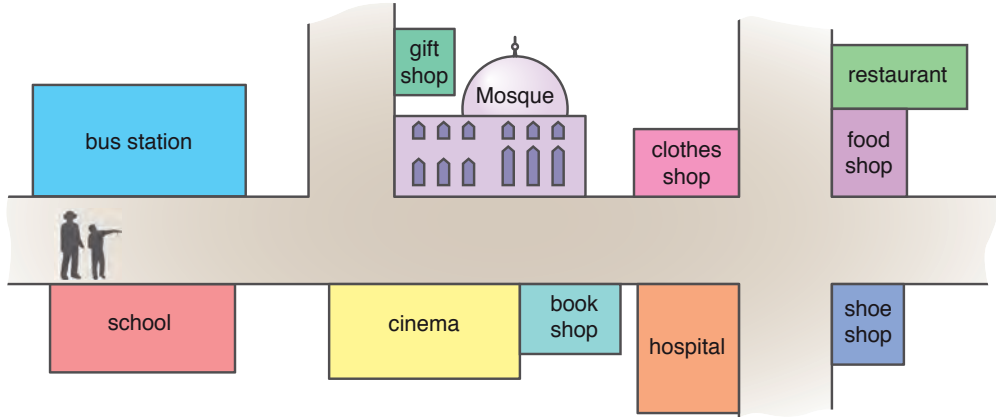 gift
shop
Mosque
restaurant
bus station
clothes
shop
food
shop
school
cinema
book
shop
hospital
shoe
shop